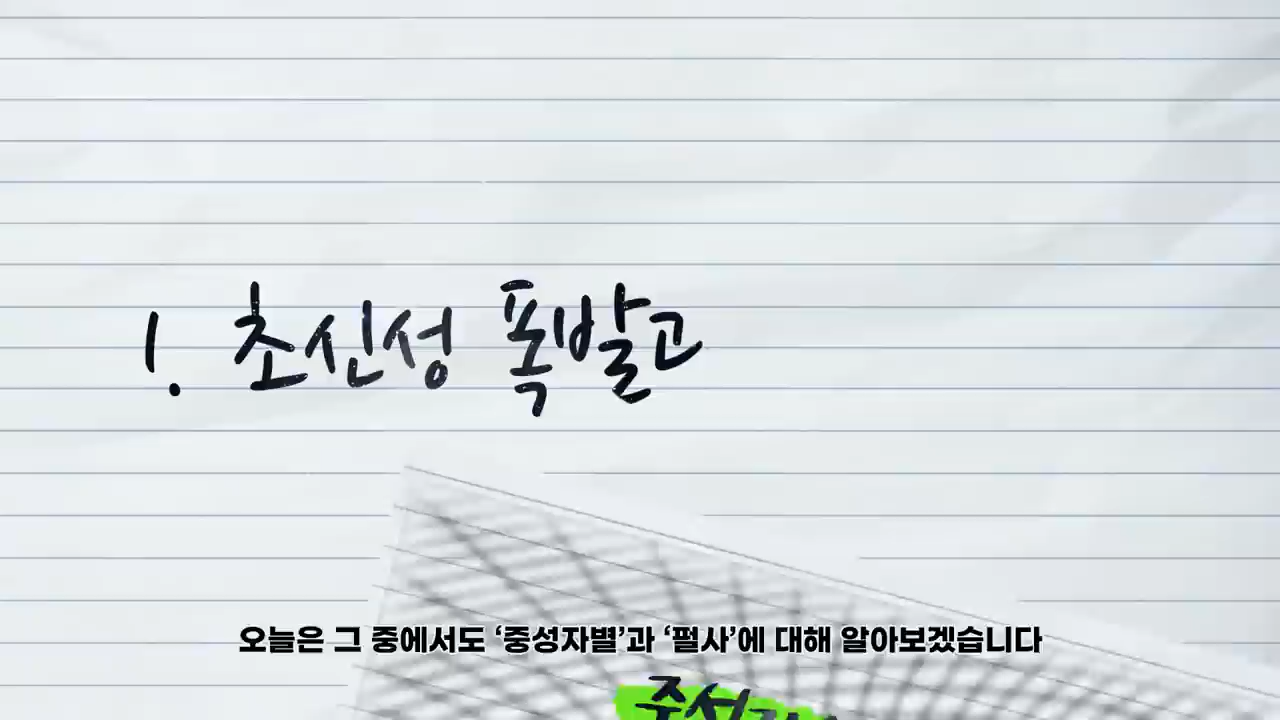 1. 초신성 폭발고
오늘은 그 중에서도 ‘중성자별’과 ‘펄사’에 대해 알아보겠습니다